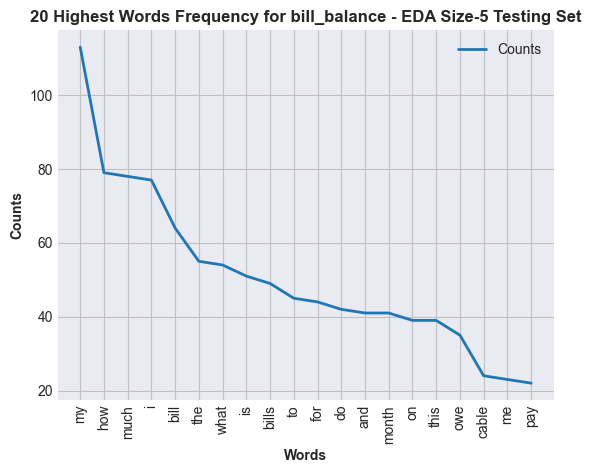 20 Highest Words Frequency for bill_balance - EDA Size-5 Testing Set
Counts
100
80
60
40
20
Counts
my how much i bill the what is bills to for do and month on this owe cable me pay
Words